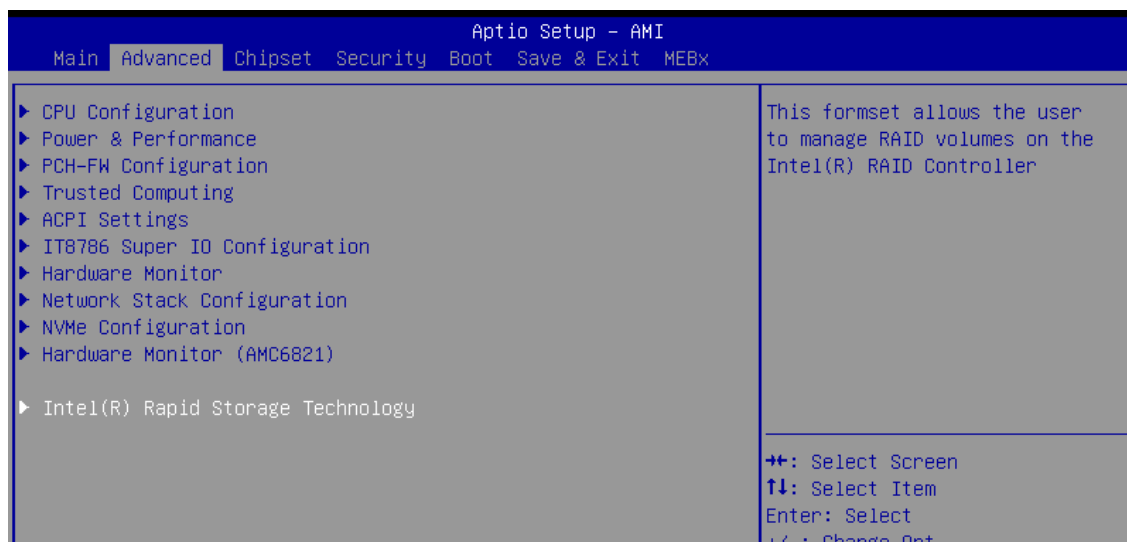 Aptio Setup – AMI
Main Advanced Chipset Security Boot Save & Exit MEBx
CPU Configuration
Power & Performance
PCH-FW Configuration
Trusted Computing
ACPI Settings
IT8786 Super IO Configuration
Hardware Monitor
Network Stack Configuration
NVMe Configuration
Hardware Monitor (AMC6821)
Intel(R) Rapid Storage Technology
This formset allows the user
to manage RAID volumes on the
Intel(R) RAID Controller
→←: Select Screen
↑↓: Select Item
Enter: Select
+/-: Change Opt.